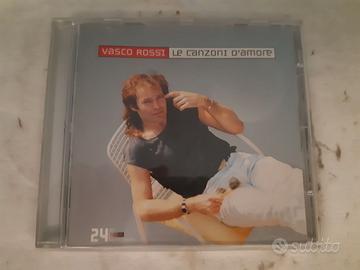 VASCO ROSSI LE CANZONI D'AMORE
24
subito